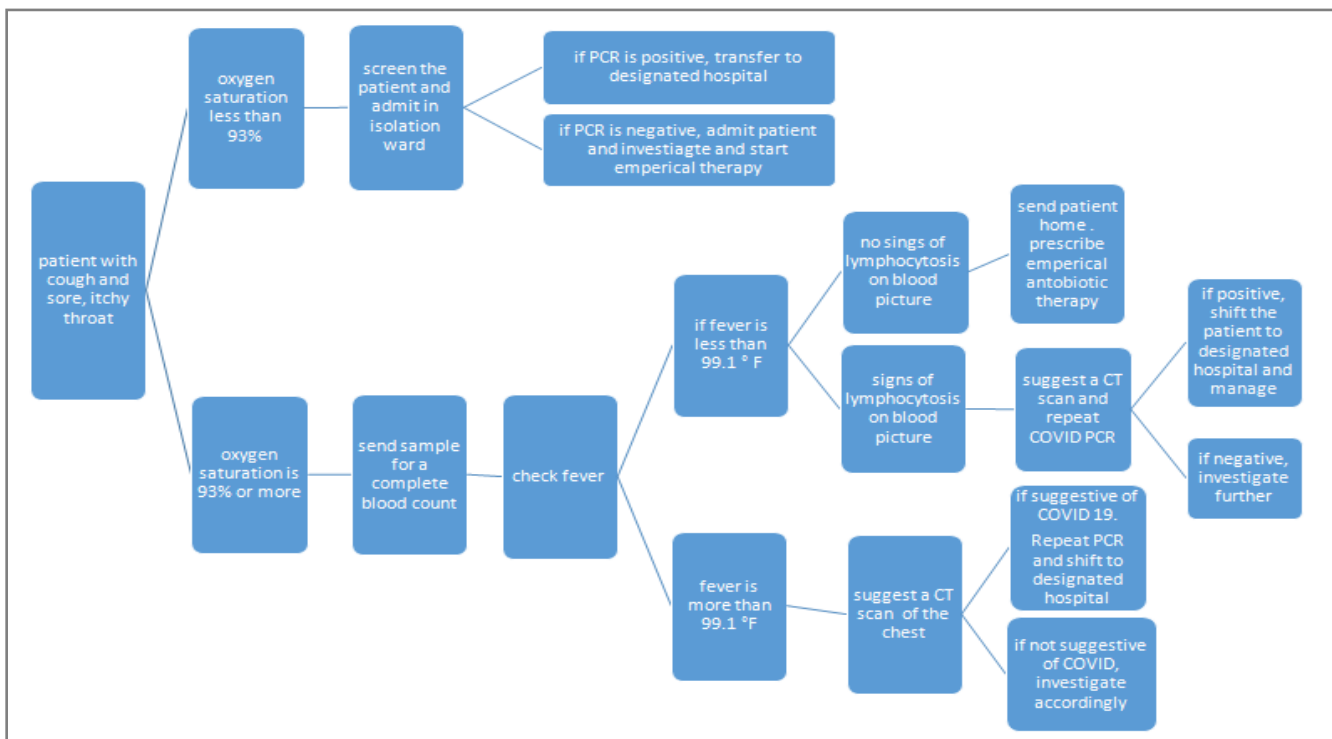 patient with
cough and
sore, itchy
throat
oxygen
saturation
less than
93%
screen the
patient and
admit in
isolation
ward
if PCR is positive, transfer to
designated hospital
if PCR is negative, admit patient
and investiagte and start
emperical therapy
oxygen
saturation is
93% or more
send sample
for a
complete
blood count
check fever
if fever is
less than
99.1 ° F
no sings of
lymphocytosis
on blood
picture
send patient
home .
prescribe
emperical
antobiotic
therapy
signs of
lymphocytosis
on blood
picture
suggest a CT
scan and
repeat
COVID PCR
if positive,
shift the
patient to
designated
hospital and
manage
if negative,
investigate
further
fever is
more than
99.1 °F
suggest a CT
scan of the
chest
if suggestive of
COVID 19.
Repeat PCR
and shift to
designated
hospital
if not suggestive
of COVID,
investigate
accordingly